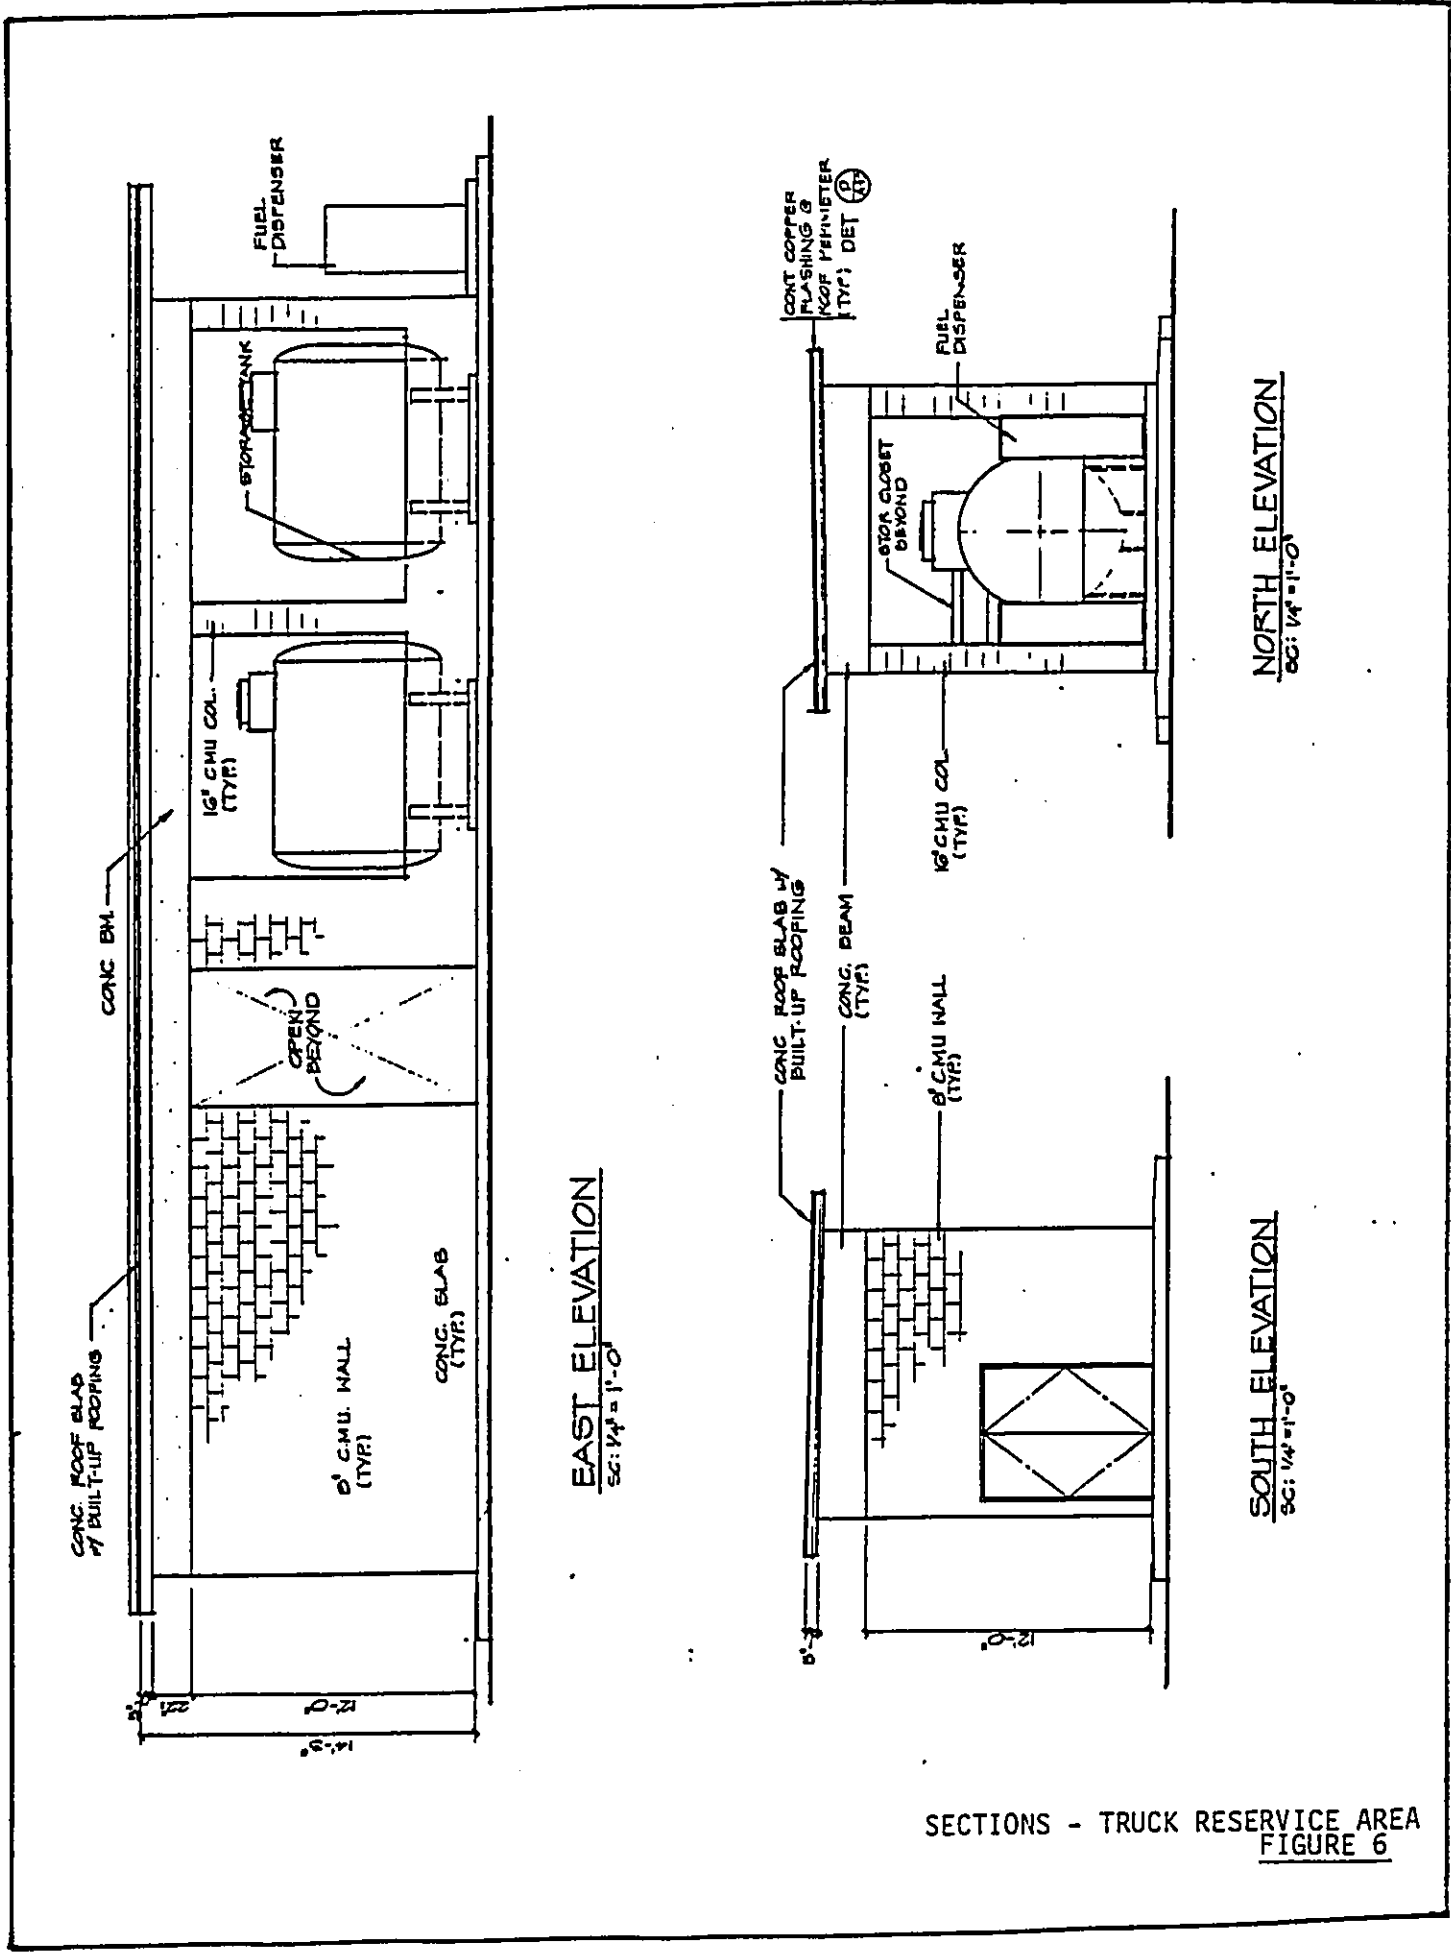 CONC. ROOF SLAB
W/ BUILT-UP ROOFING
CONC BM.
FUEL
DISPENSER
STORAGE TANK
16" CMU COL.
(TYP.)
OPEN
BEYOND
8" C.M.U. WALL
(TYP.)
CONC. SLAB
(TYP.)
22"
12'-0"
EAST ELEVATION
SC: 1/4" = 1'-0"
CONC ROOF SLAB W/
BUILT-UP ROOFING
CONC. BEAM
(TYP.)
8" CMU WALL
(TYP.)
8"
12'-0"
SOUTH ELEVATION
SC: 1/4" = 1'-0"
CONT COPPER
FLASHING @
ROOF PERIMETER
(TYP.) DET
STOR CLOSET
BEYOND
FUEL
DISPENSER
16" CMU COL
(TYP.)
NORTH ELEVATION
SC: 1/4" = 1'-0"
SECTIONS - TRUCK RESERVICE AREA
FIGURE 6